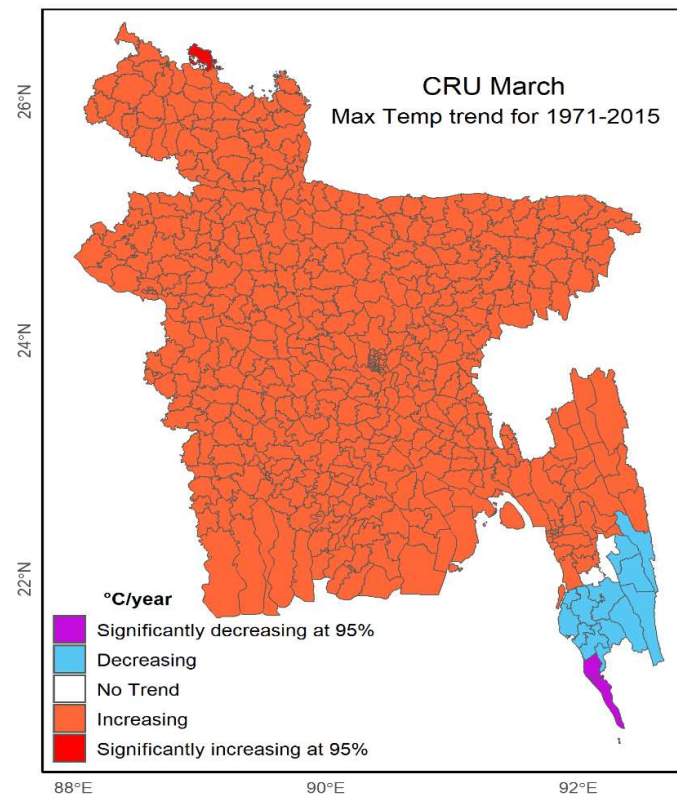 CRU March
Max Temp trend for 1971-2015
26°N
24°N
22°N
°C/year
Significantly decreasing at 95%
Decreasing
No Trend
Increasing
Significantly increasing at 95%
88°E 90°E 92°E